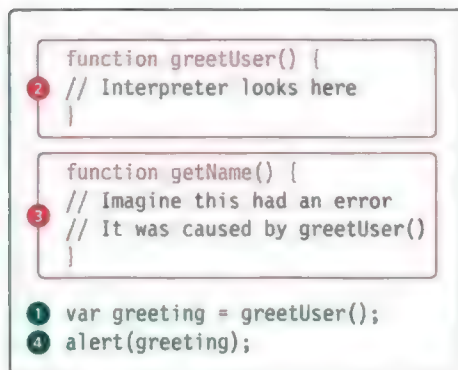 function greetUser() {
2 // Interpreter looks here
}
function getName() {
// Imagine this had an error
3 // It was caused by greetUser()
}
1 var greeting = greetUser();
4 alert(greeting);